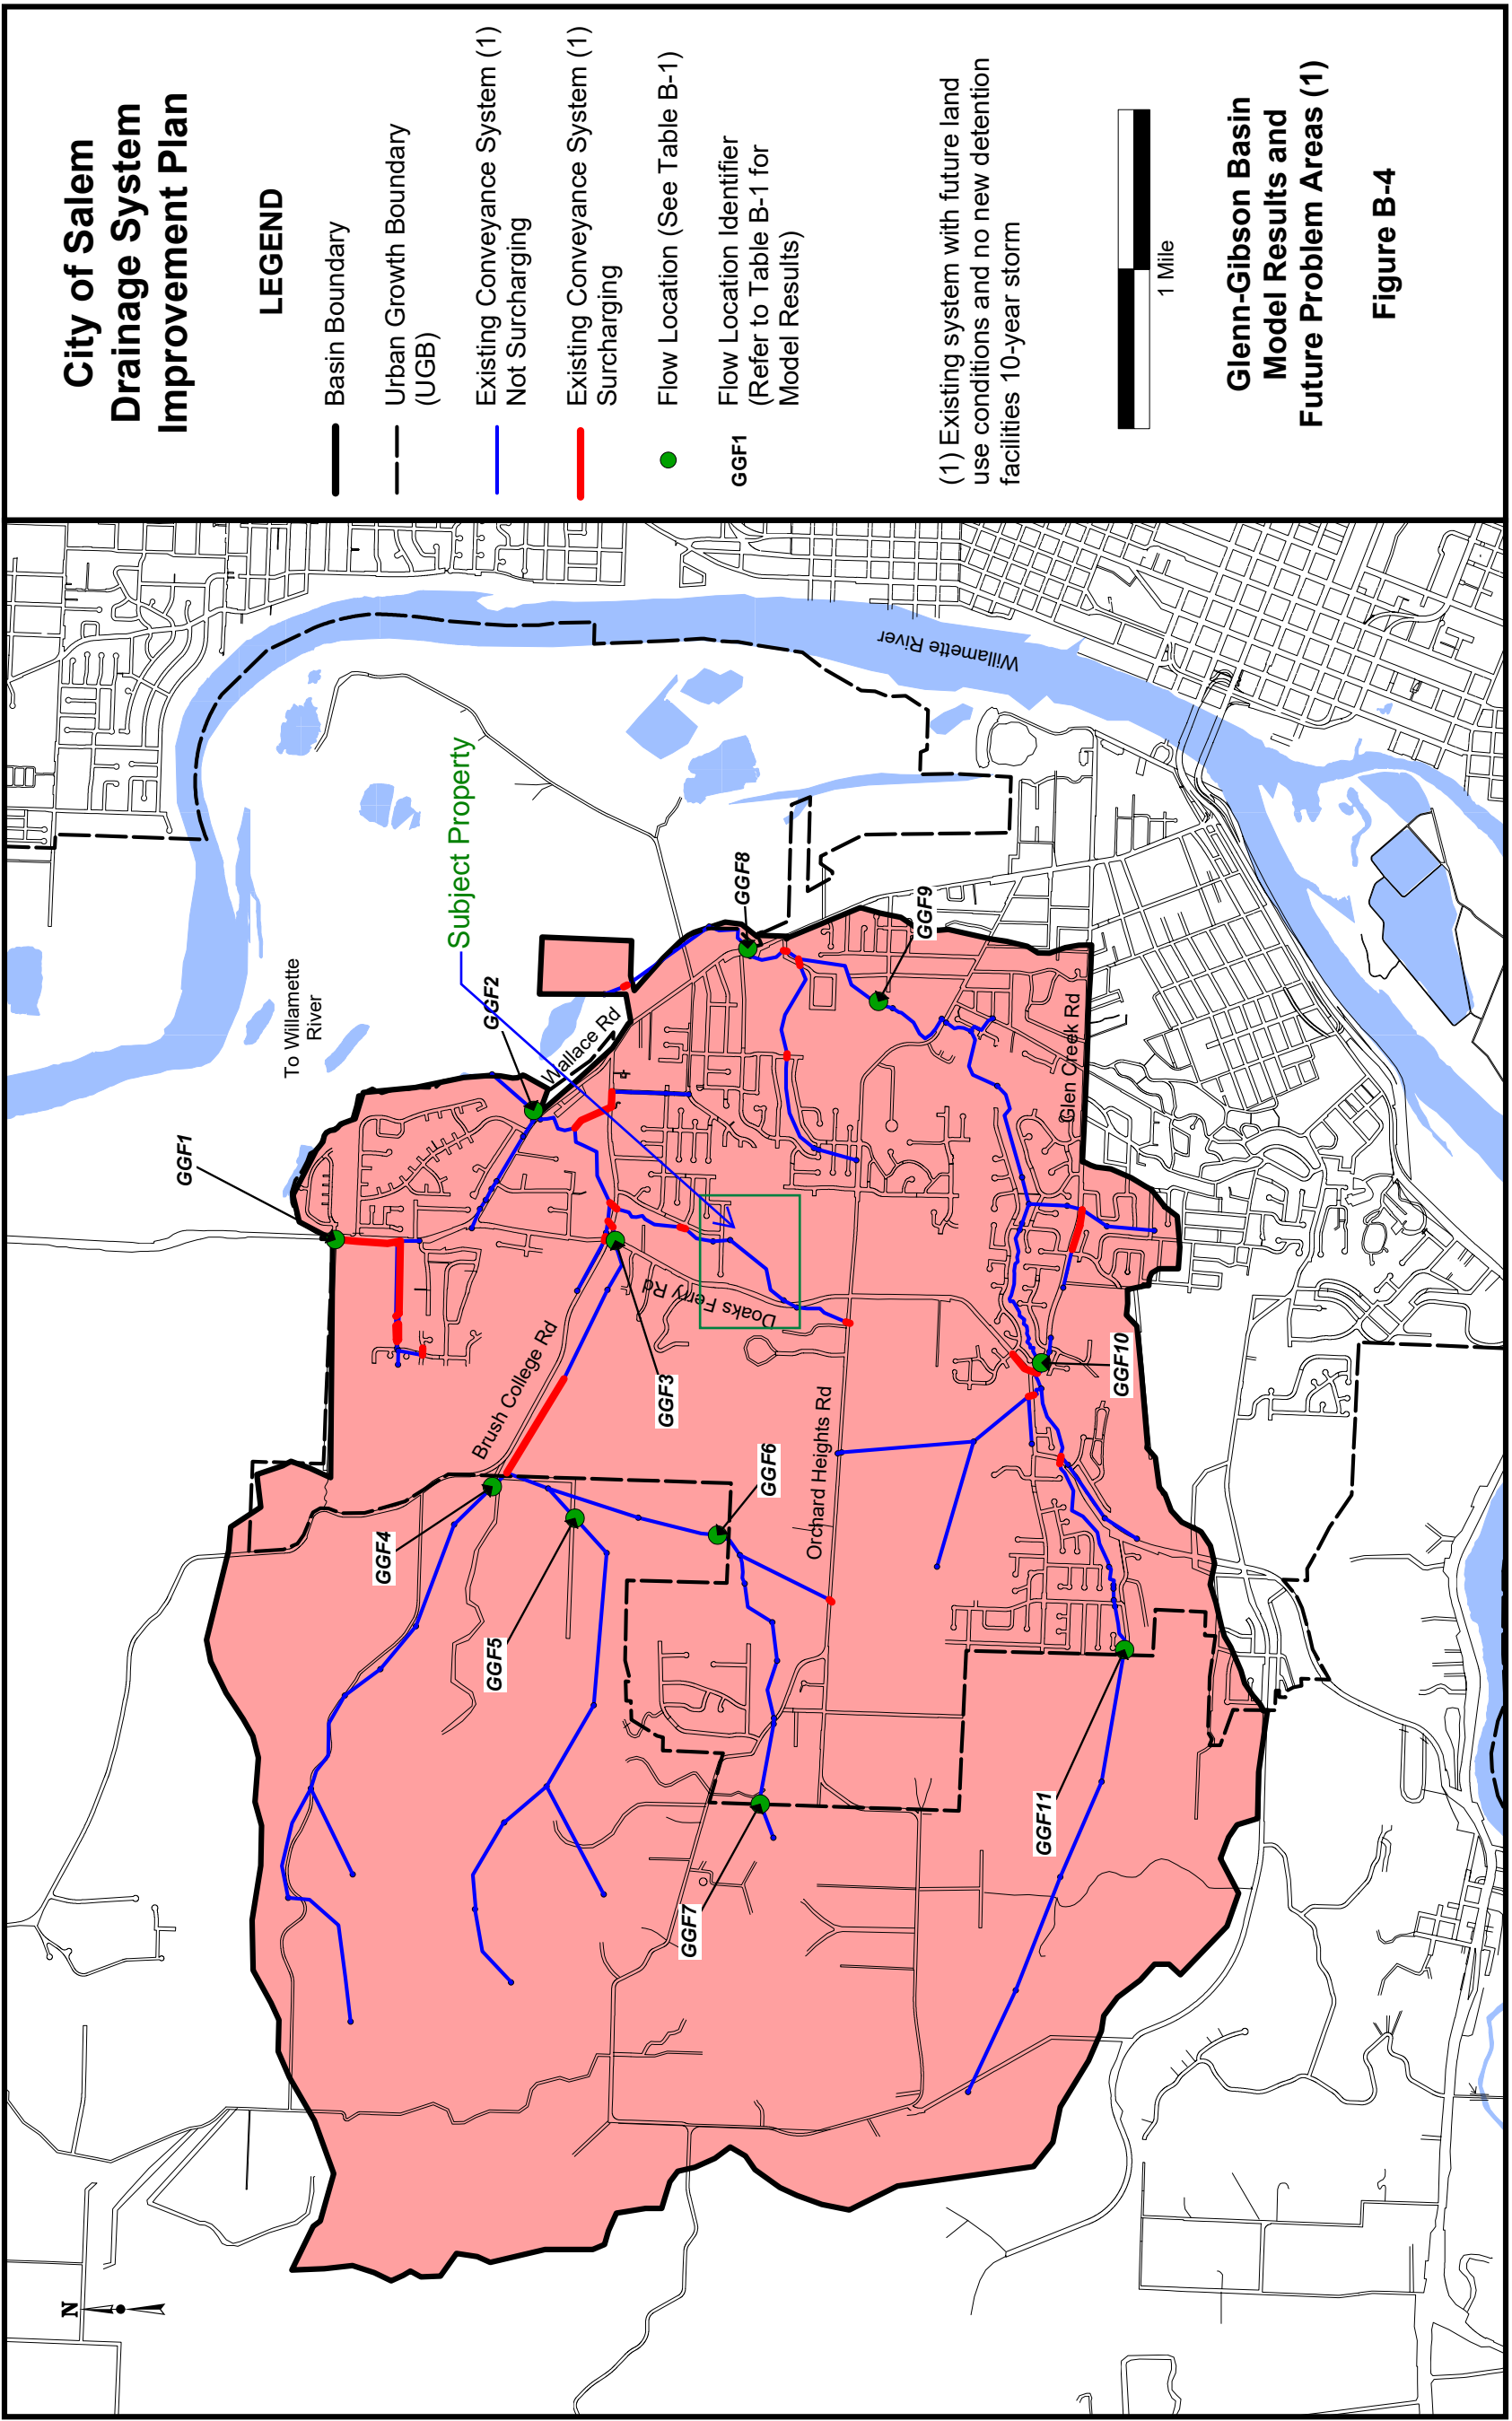 City of Salem
Drainage System
Improvement Plan
LEGEND
Basin Boundary
Urban Growth Boundary
(UGB)
Existing Conveyance System (1)
Not Surcharging
Existing Conveyance System (1)
Surcharging
Flow Location (See Table B-1)
GGF1
Flow Location Identifier
(Refer to Table B-1 for
Model Results)
(1) Existing system with future land
use conditions and no new detention
facilities 10-year storm
1 Mile
Glenn-Gibson Basin
Model Results and
Future Problem Areas (1)
Figure B-4
N
To Willamette
River
Willamette River
Subject Property
GGF1
GGF2
Wallace Rd
GGF8
GGF9
Glen Creek Rd
Doaks Ferry Rd
Brush College Rd
GGF3
GGF10
Orchard Heights Rd
GGF6
GGF4
GGF5
GGF11
GGF7